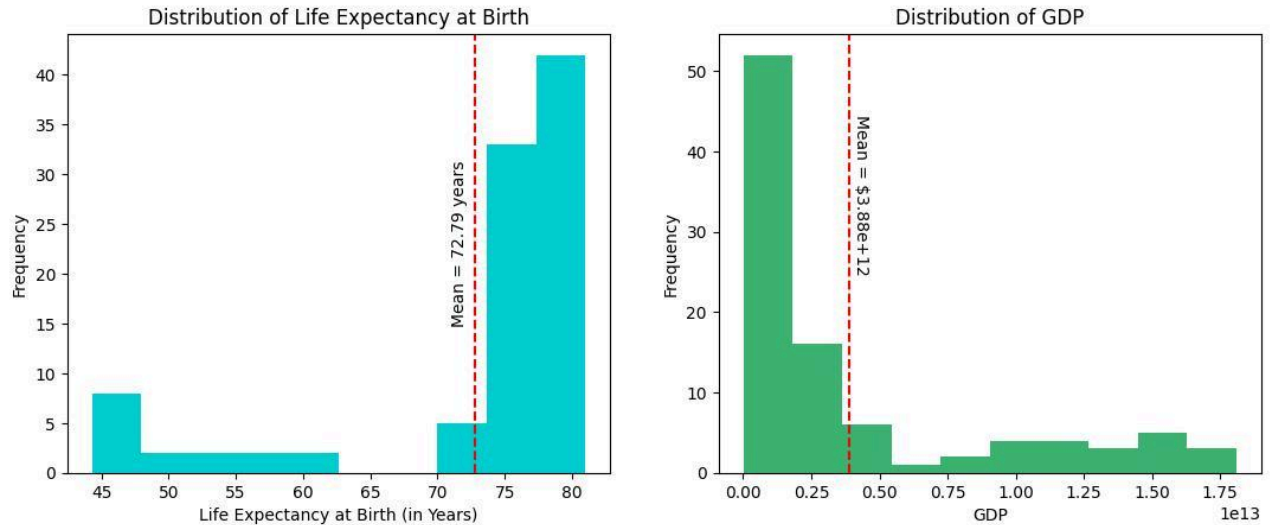 Distribution of Life Expectancy at Birth
40
35
30
25
20
15
10
5
0
Frequency
Mean = 72.79 years
45 50 55 60 65 70 75 80
Life Expectancy at Birth (in Years)
Distribution of GDP
50
40
30
20
10
0
Frequency
Mean = $3.88e+12
0.00 0.25 0.50 0.75 1.00 1.25 1.50 1.75
1e13
GDP